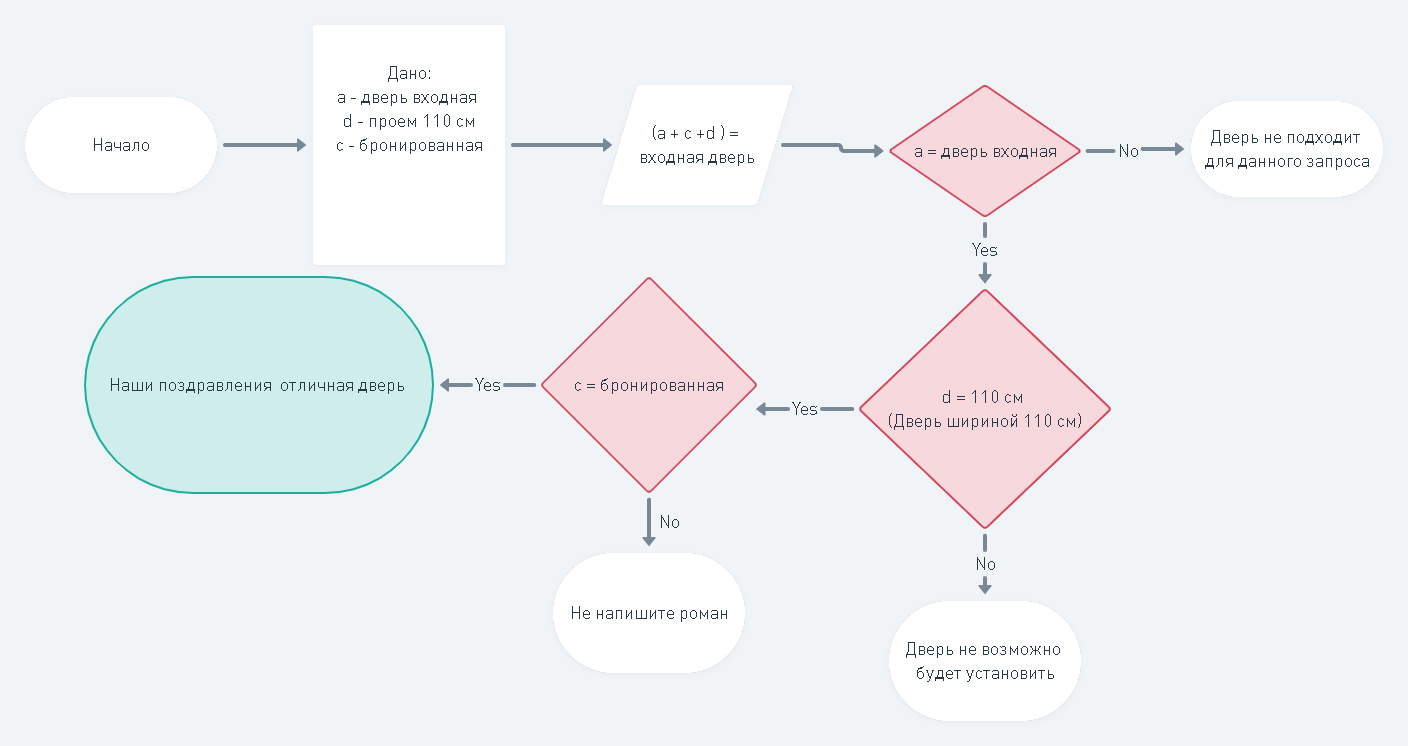 Начало
Дано:
a - дверь входная
d - проем 110 см
c - бронированная
(a + c +d ) =
входная дверь
a = дверь входная
No
Дверь не подходит
для данного запроса
Yes
d = 110 см
(Дверь шириной 110 см)
Yes
c = бронированная
Yes
Наши поздравления  отличная дверь
No
Не напишите роман
No
Дверь не возможно
будет установить